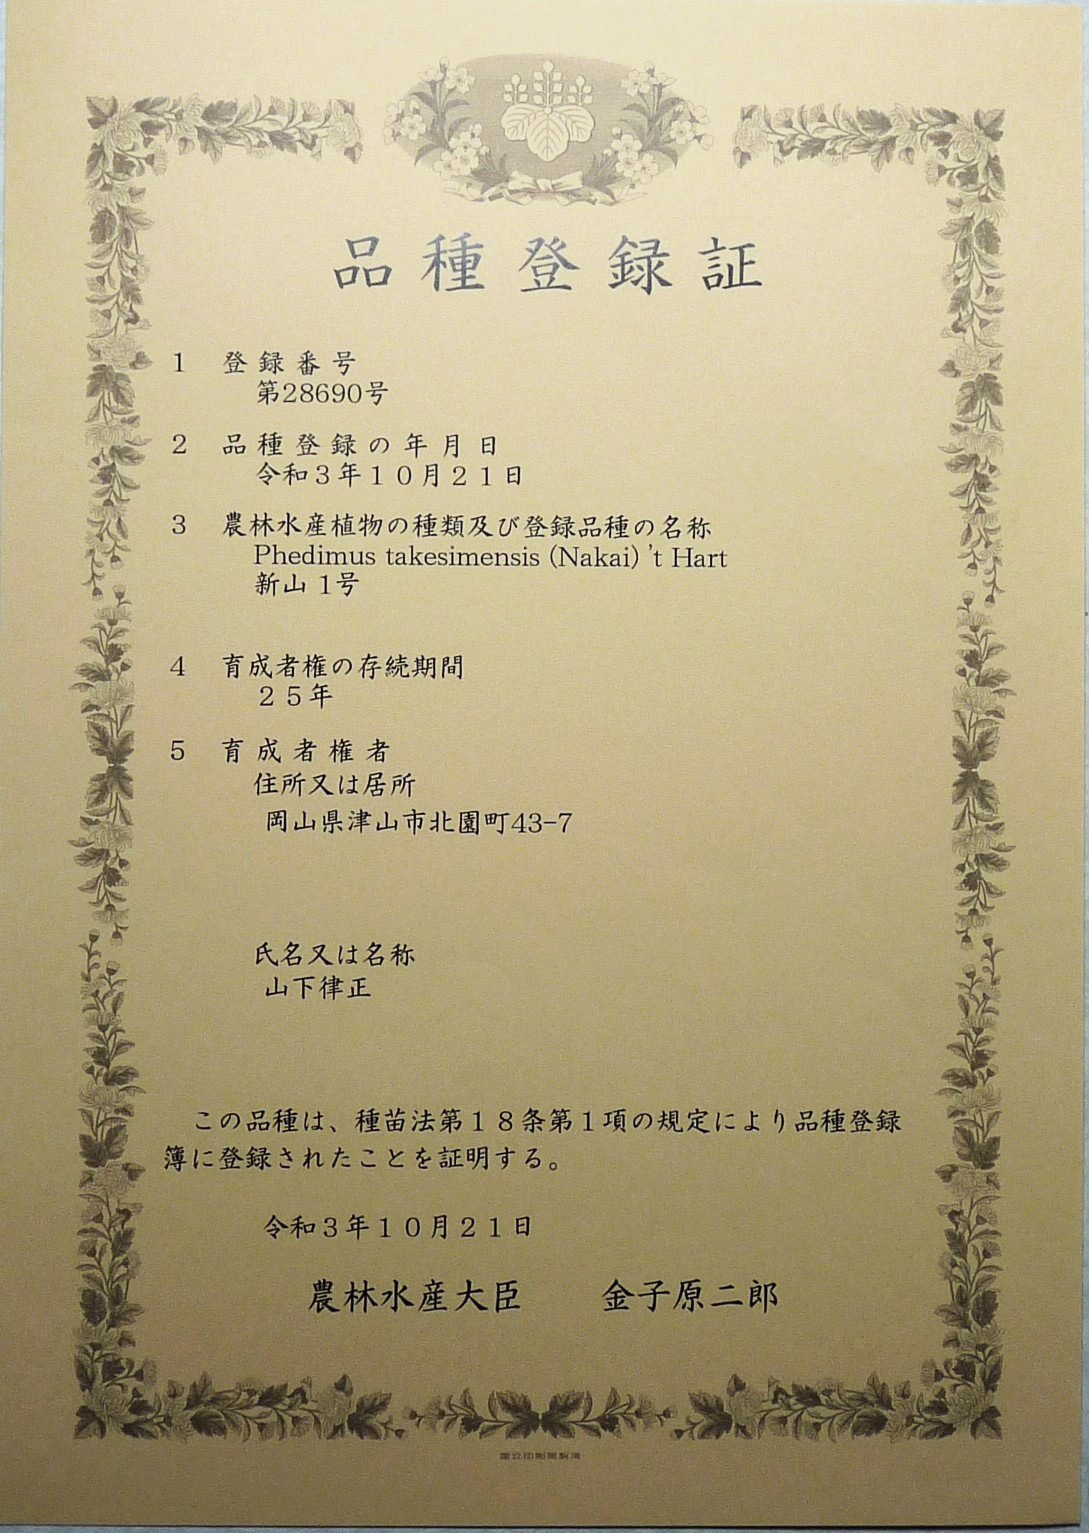 品種登録証
1 登録番号
第28690号
2 品種登録の年月日
令和3年10月21日
3 農林水産植物の種類及び登録品種の名称
Phedimus takesimensis (Nakai) 't Hart
新山 1号
4 育成者権の存続期間
25年
5 育成者権者
住所又は居所
岡山県津山市北園町43-7
氏名又は名称
山下律正
この品種は、種苗法第18条第1項の規定により品種登録
簿に登録されたことを証明する。
令和3年10月21日
農林水産大臣 金子原二郎